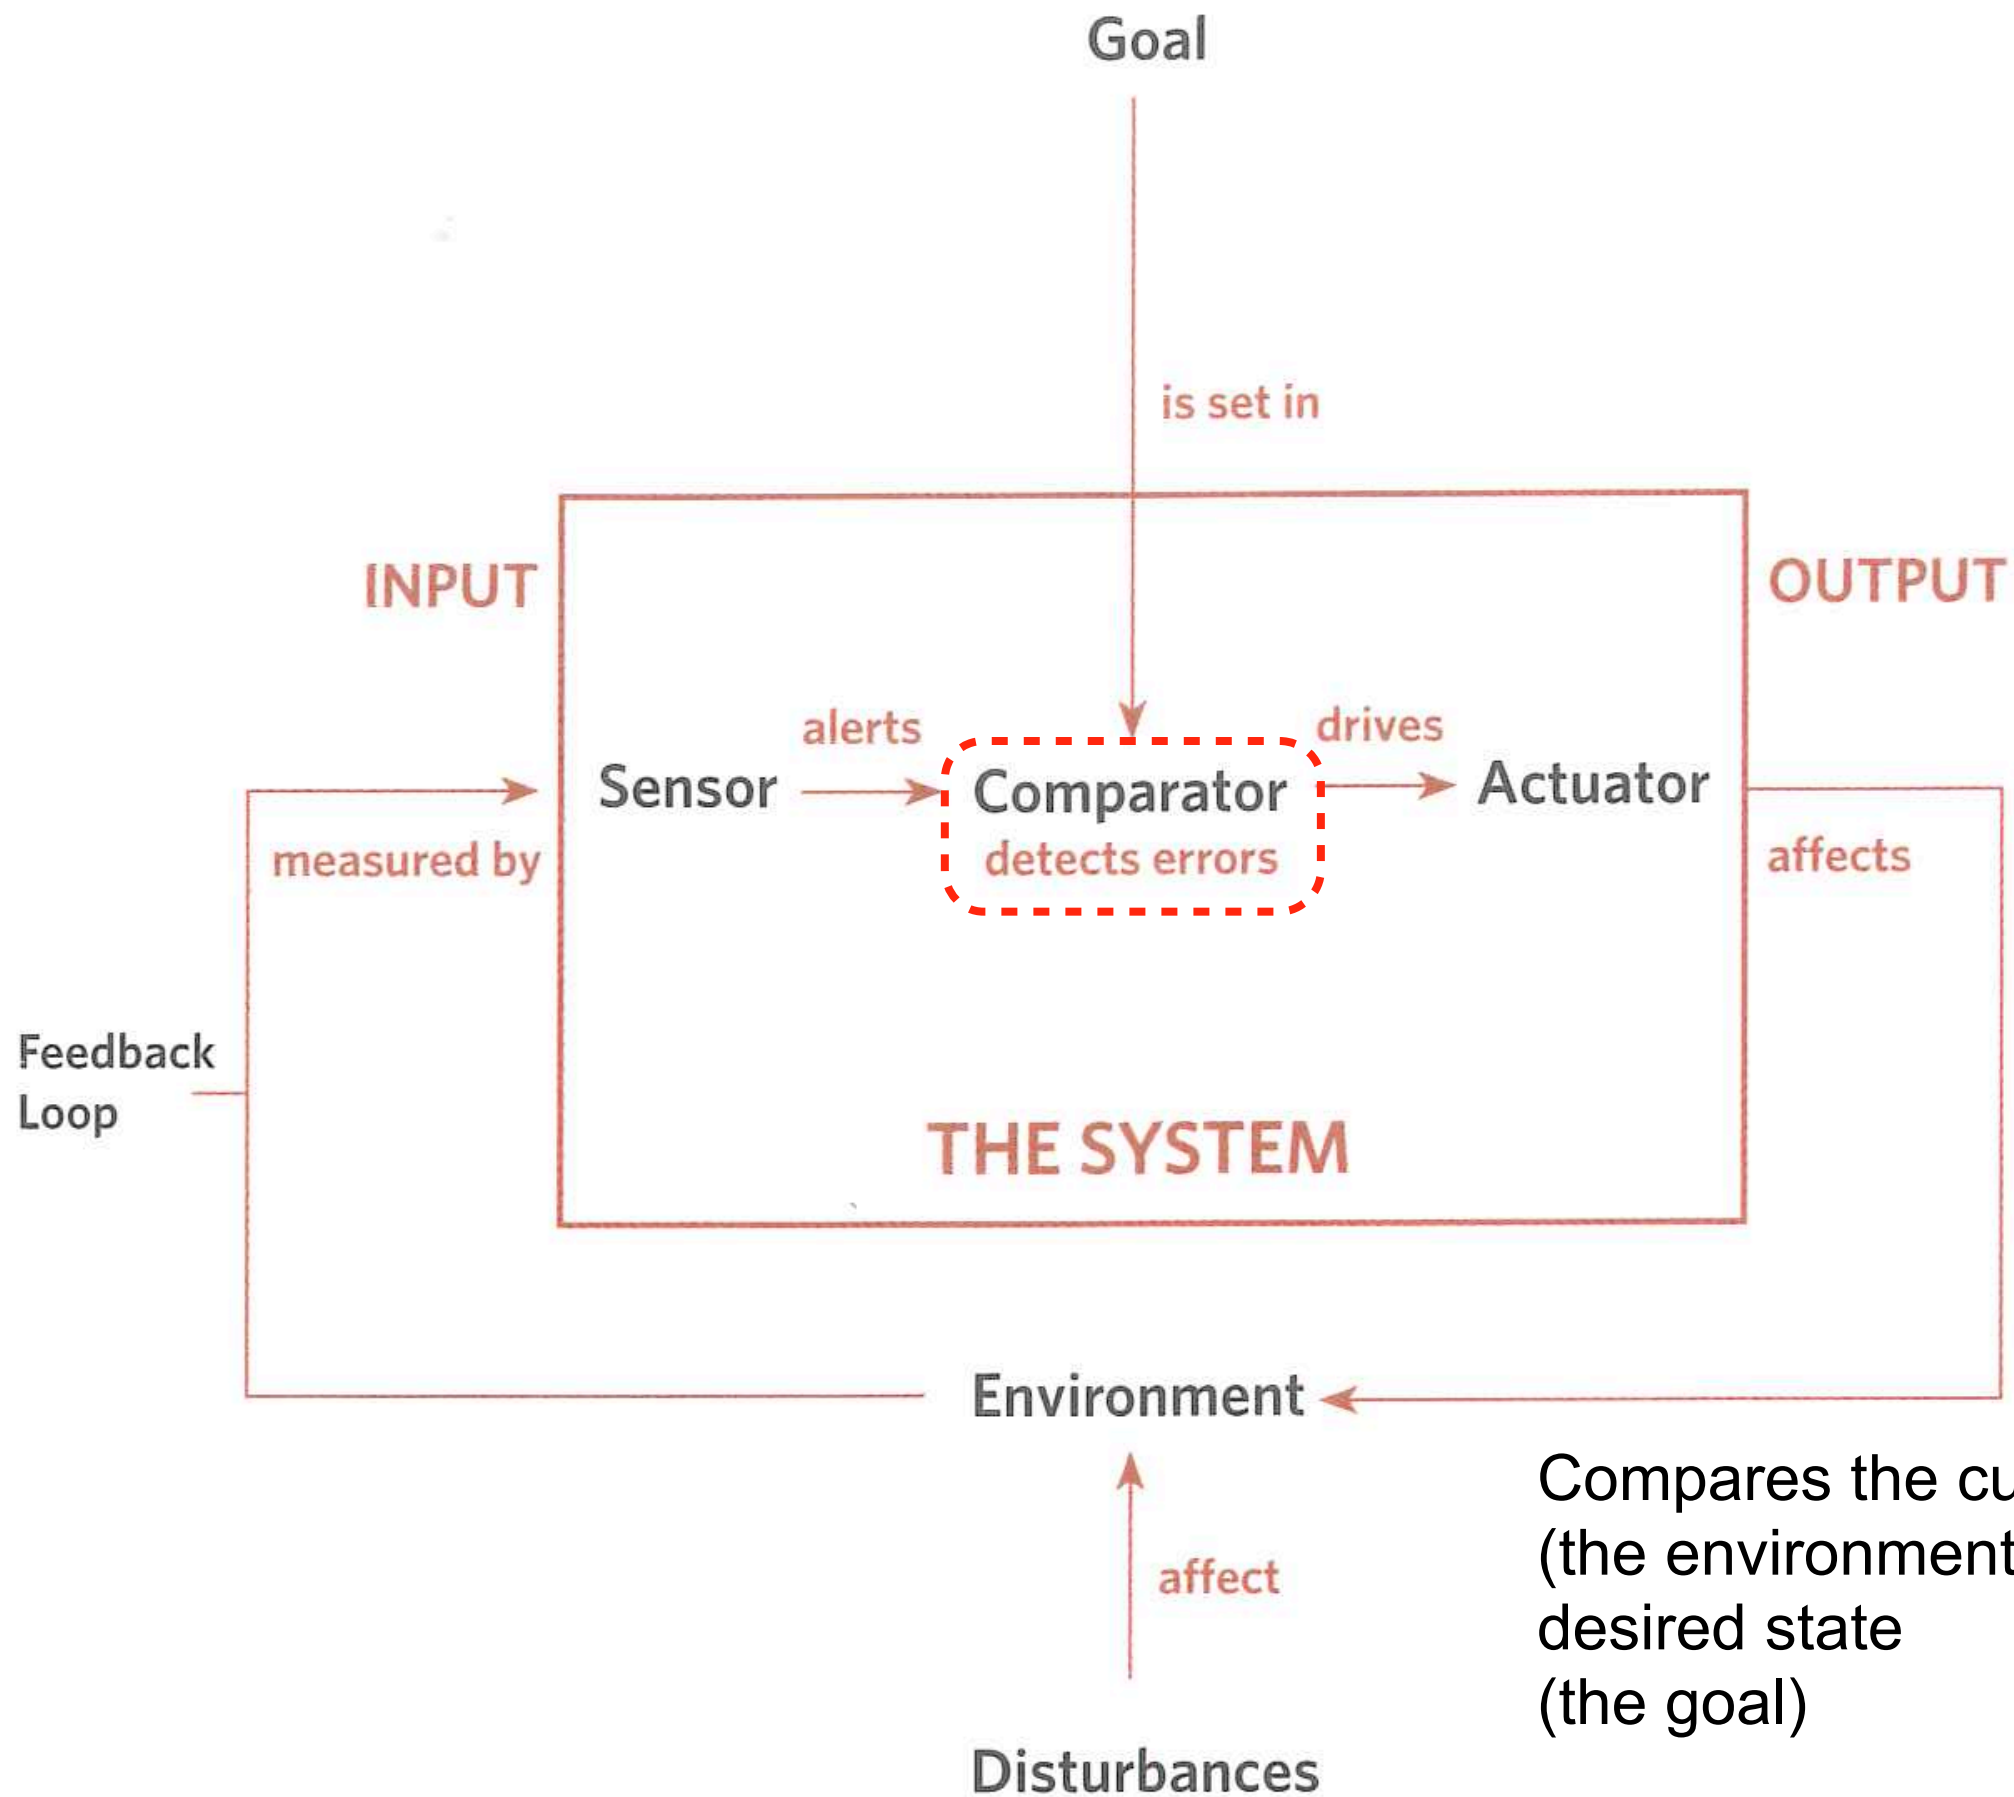 Goal
is set in
INPUT
OUTPUT
alerts
drives
Sensor
Comparator
Actuator
measured by
detects errors
affects
Feedback
Loop
THE SYSTEM
Environment
Compares the
(the environment
affect
desired state
(the goal)
Disturbances